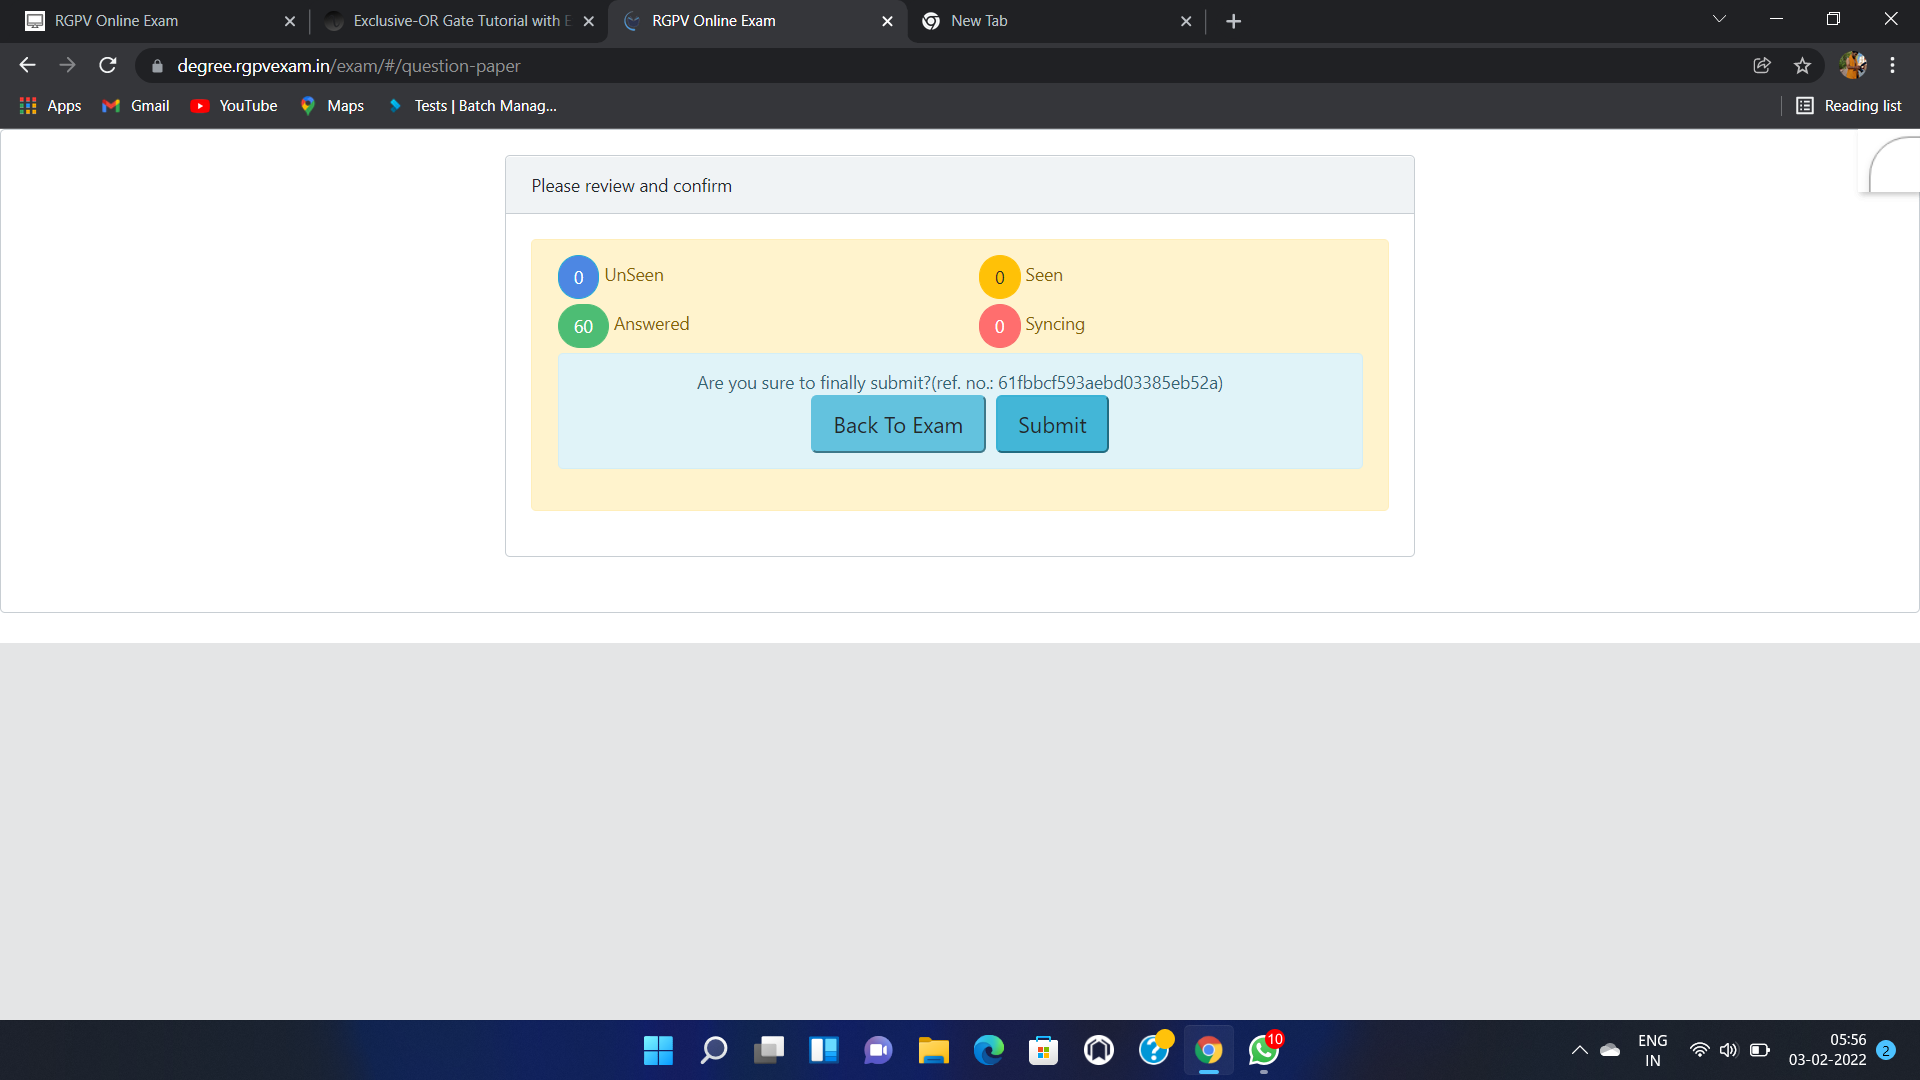 RGPV Online Exam
Exclusive-OR Gate Tutorial with E
RGPV Online Exam
New Tab
degree.rgpvexam.in/exam/#/question-paper
Apps
Gmail
YouTube
Maps
Tests | Batch Manag...
Reading list
Please review and confirm
0 UnSeen
0 Seen
60 Answered
0 Syncing
Are you sure to finally submit?(ref. no.: 61fbbcf593aebd03385eb52a)
Back To Exam
Submit
10
ENG
IN
05:56
03-02-2022
2